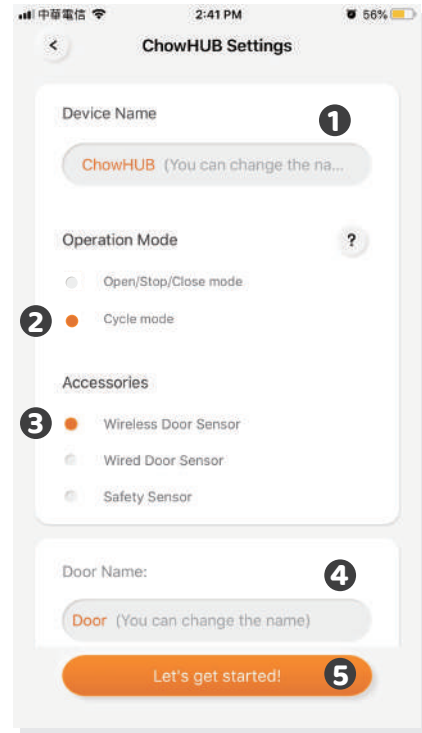 中華電信 2:41 PM 56%
< ChowHUB Settings
Device Name 1
ChowHUB (You can change the na...
Operation Mode ?
Open/Stop/Close mode
2 Cycle mode
Accessories
3 Wireless Door Sensor
Wired Door Sensor
Safety Sensor
Door Name: 4
Door (You can change the name)
Let's get started! 5